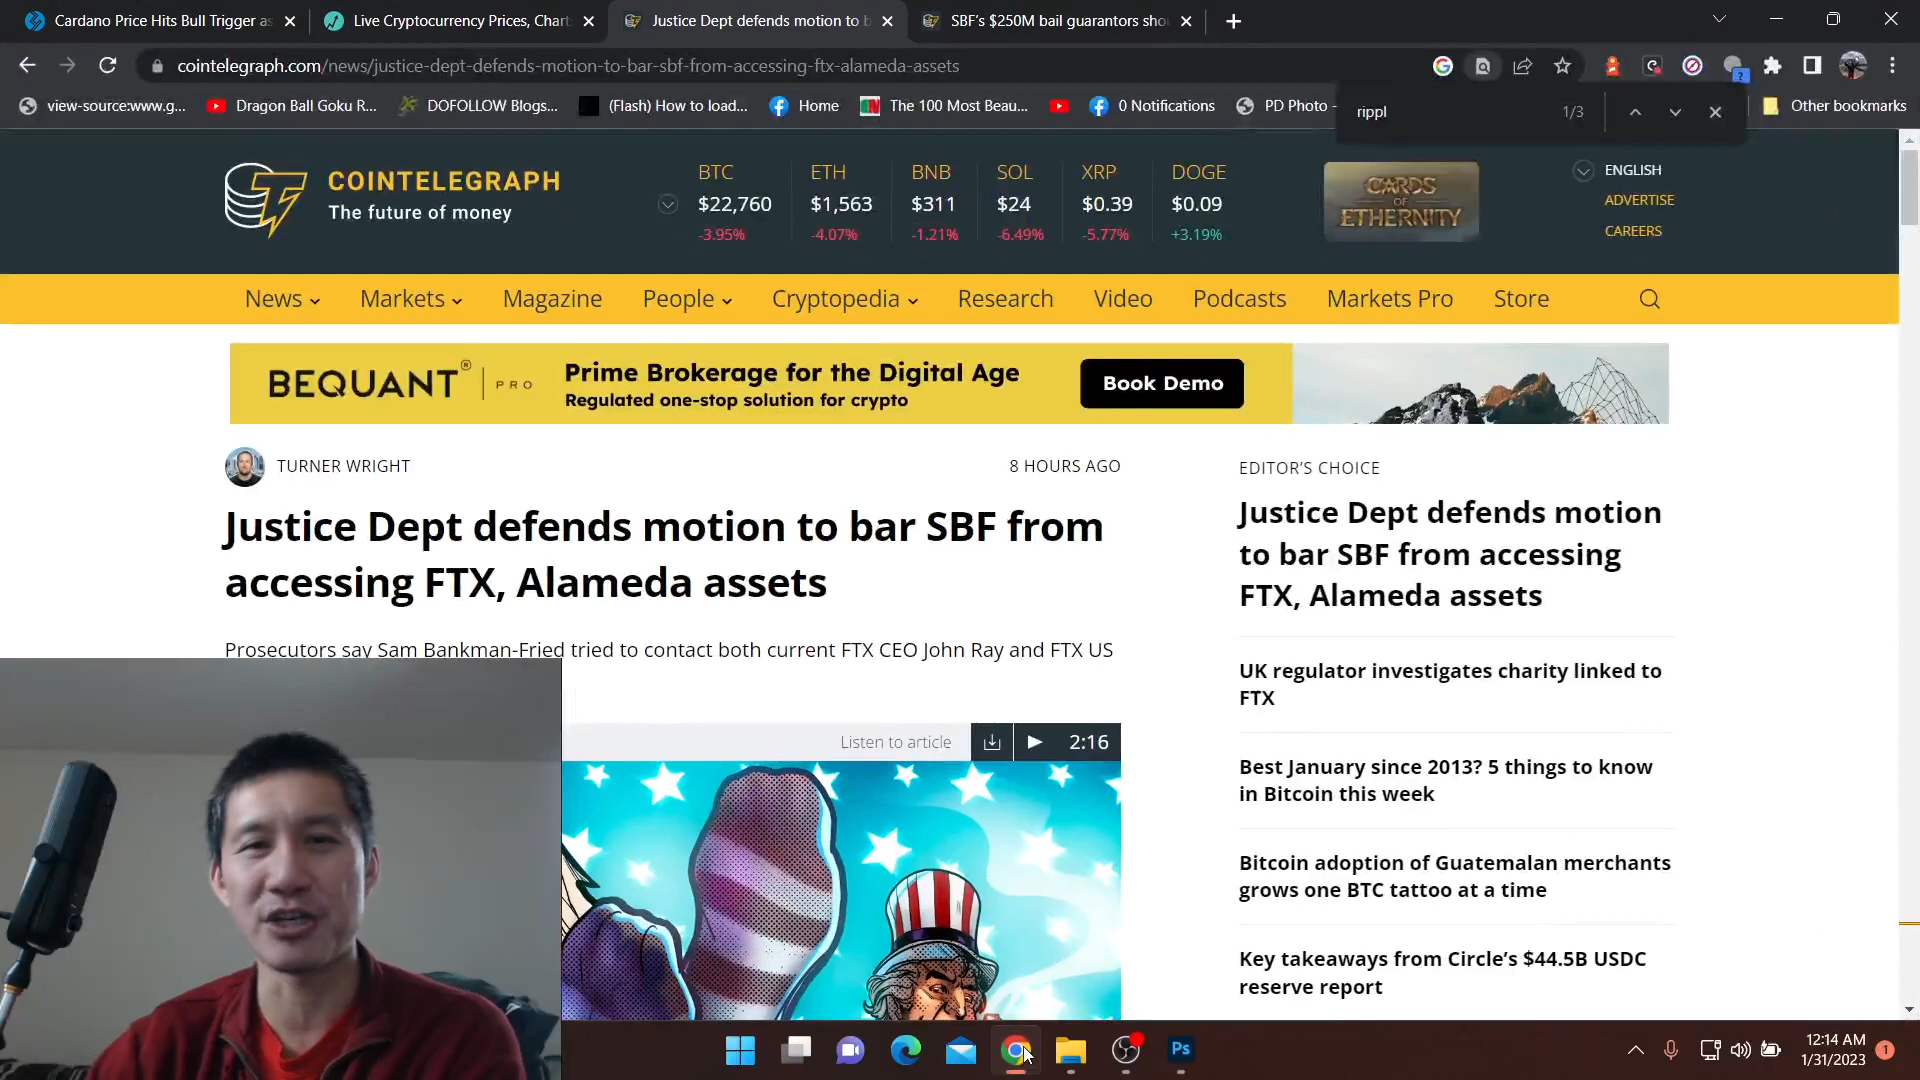 Cardano Price Hits Bull Trigger as
Live Cryptocurrency Prices, Chart
Justice Dept defends motion to b
SBF's $250M bail guarantors sho
cointelegraph.com/news/justice-dept-defends-motion-to-bar-sbf-from-accessing-ftx-alameda-assets
view-source:www.g...
Dragon Ball Goku R...
DOFOLLOW Blogs...
(Flash) How to load...
Home
The 100 Most Beau...
0 Notifications
PD Photo -
Other bookmarks
rippl
1/3
COINTELEGRAPH
The future of money
BTC
$22,760
-3.95%
ETH
$1,563
-4.07%
BNB
$311
-1.21%
SOL
$24
-6.49%
XRP
$0.39
-5.77%
DOGE
$0.09
+3.19%
CARDS
OF
ETHERNITY
ENGLISH
ADVERTISE
CAREERS
News
Markets
Magazine
People
Cryptopedia
Research
Video
Podcasts
Markets Pro
Store
BEQUANT® | PRO
Prime Brokerage for the Digital Age
Regulated one-stop solution for crypto
Book Demo
TURNER WRIGHT
8 HOURS AGO
Justice Dept defends motion to bar SBF from
accessing FTX, Alameda assets
Prosecutors say Sam Bankman-Fried tried to contact both current FTX CEO John Ray and FTX US
Listen to article
2:16
EDITOR'S CHOICE
Justice Dept defends motion
to bar SBF from accessing
FTX, Alameda assets
UK regulator investigates charity linked to
FTX
Best January since 2013? 5 things to know
in Bitcoin this week
Bitcoin adoption of Guatemalan merchants
grows one BTC tattoo at a time
Key takeaways from Circle's $44.5B USDC
reserve report
Ps
12:14 AM
1/31/2023
1